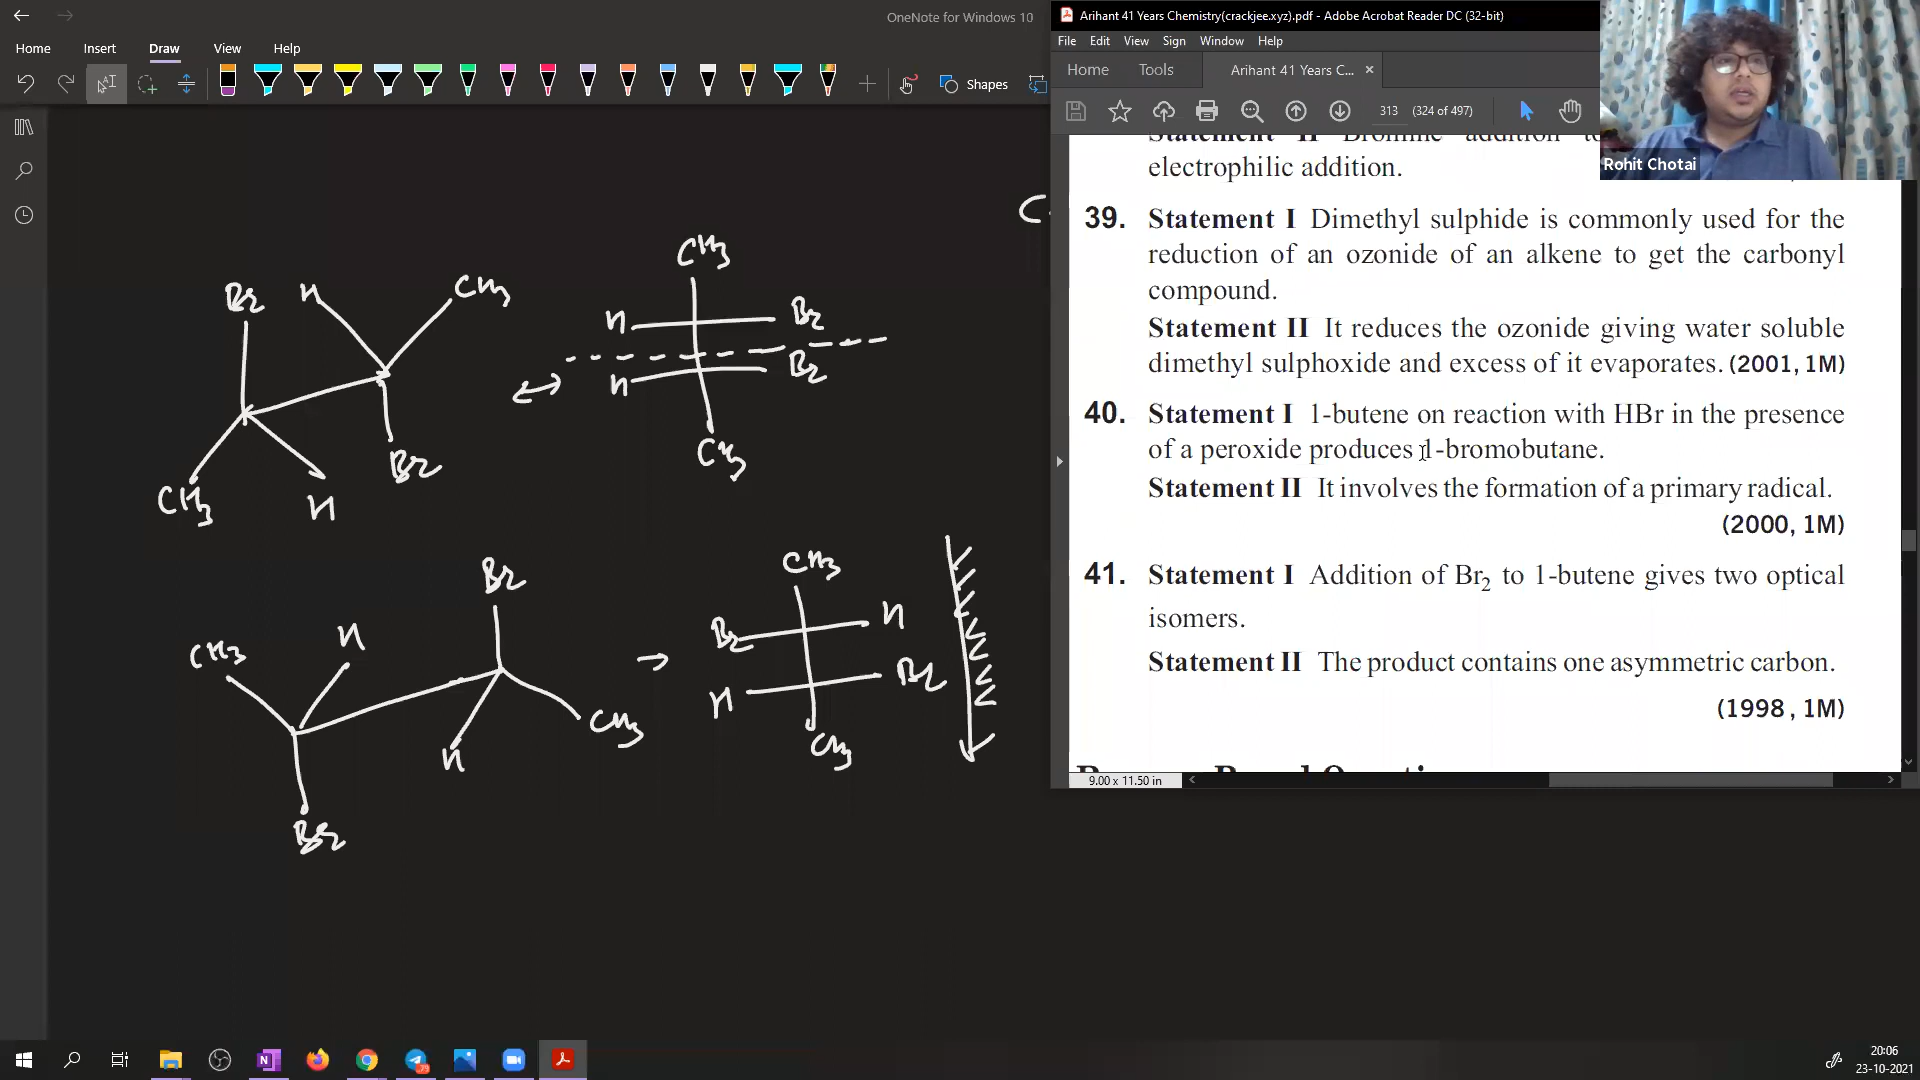 OneNote for Windows 10
Home Insert Draw View Help
Shapes
Arihant 41 Years Chemistry(crackjee.xyz).pdf - Adobe Acrobat Reader DC (32-bit)
File Edit View Sign Window Help
Home Tools Arihant 41 Years C... ×
313 (324 of 497)
Rohit Chotai
Statement II Bromine addition
electrophilic addition.
39. Statement I Dimethyl sulphide is commonly used for the
reduction of an ozonide of an alkene to get the carbonyl
compound.
Statement II It reduces the ozonide giving water soluble
dimethyl sulphoxide and excess of it evaporates. (2001, 1M)
40. Statement I 1-butene on reaction with HBr in the presence
of a peroxide produces 1-bromobutane.
Statement II It involves the formation of a primary radical.
(2000, 1M)
41. Statement I Addition of Br₂ to 1-butene gives two optical
isomers.
Statement II The product contains one asymmetric carbon.
(1998, 1M)
9.00 x 11.50 in
CH3
Br H CH3
H Br
H Br
CH3
Br
CH3 H
Br
CH3
Br H
CH3 H
H Br
CH3
H
CH3
Br
20:06
23-10-2021